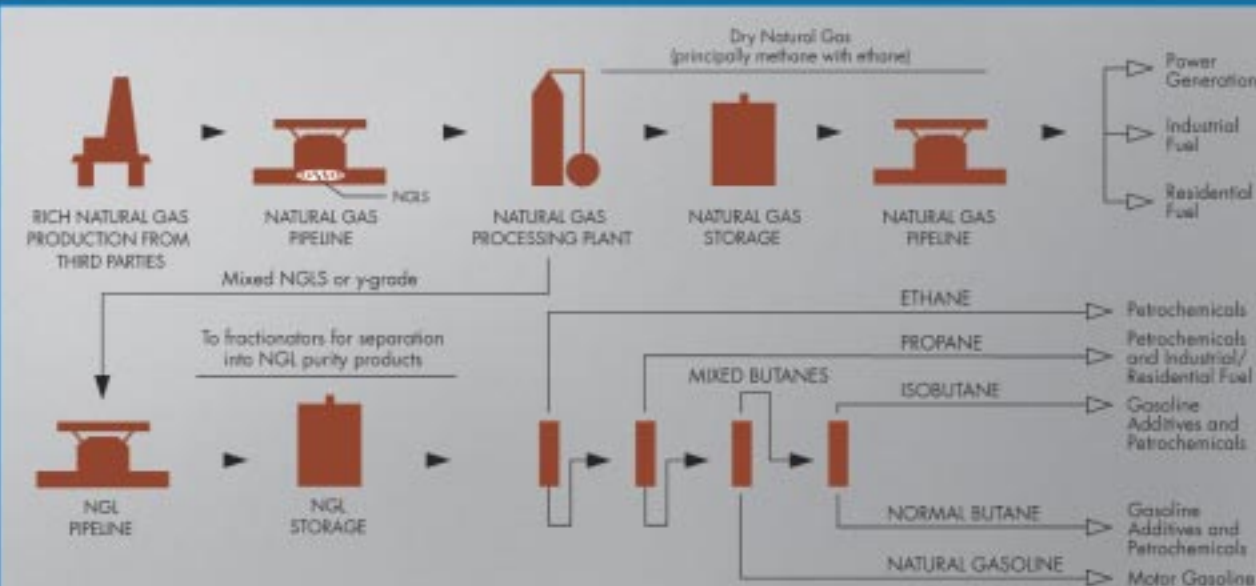 Dry Natural Gas
(principally methane with ethane)
Power
Generation
Industrial
Fuel
Residential
Fuel
NGLS
RICH NATURAL GAS
PRODUCTION FROM
THIRD PARTIES
NATURAL GAS
PIPELINE
NATURAL GAS
PROCESSING PLANT
NATURAL GAS
STORAGE
NATURAL GAS
PIPELINE
Mixed NGLS or y-grade
To fractionators for separation
into NGL purity products
ETHANE
Petrochemicals
PROPANE
Petrochemicals
and Industrial/
Residential Fuel
MIXED BUTANES
ISOBUTANE
Gasoline
Additives and
Petrochemicals
NGL
PIPELINE
NGL
STORAGE
NORMAL BUTANE
Gasoline
Additives and
Petrochemicals
NATURAL GASOLINE
Motor Gasoline